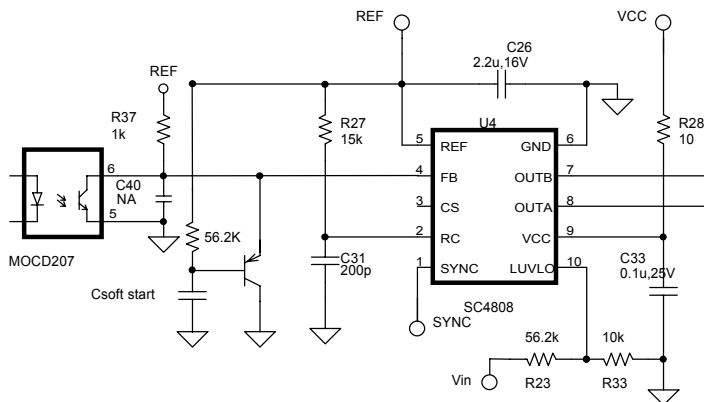 REF
VCC
C26
2.2u,16V
REF
R37
1k
R27
15k
U4
R28
10
5
REF
GND
6
6
4
FB
OUTB
7
C40
NA
3
CS
OUTA
8
5
56.2K
2
RC
VCC
9
MOCD207
C31
200p
C33
0.1u,25V
1
SYNC
LUVLO
10
Csoft start
SC4808
SYNC
56.2k
10k
Vin
R23
R33